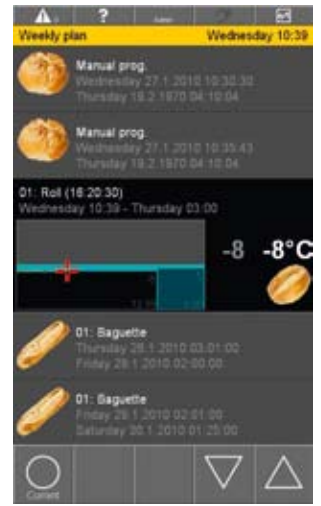 ?
Weekly plan Wednesday 10:39
Manual prog.
Wednesday 27.1.2010 10:30:30
Thursday 19.2.1970 04:10:04
Manual prog.
Wednesday 27.1.2010 10:35:43
Thursday 19.2.1970 04:10:04
01: Roll (16:20:30)
Wednesday 10:39 - Thursday 03:00
-8 -8°C
01: Baguette
Thursday 28.1.2010 03:01:00
Friday 29.1.2010 02:00:00
01: Baguette
Friday 29.1.2010 02:01:00
Saturday 30.1.2010 01:25:00
Current